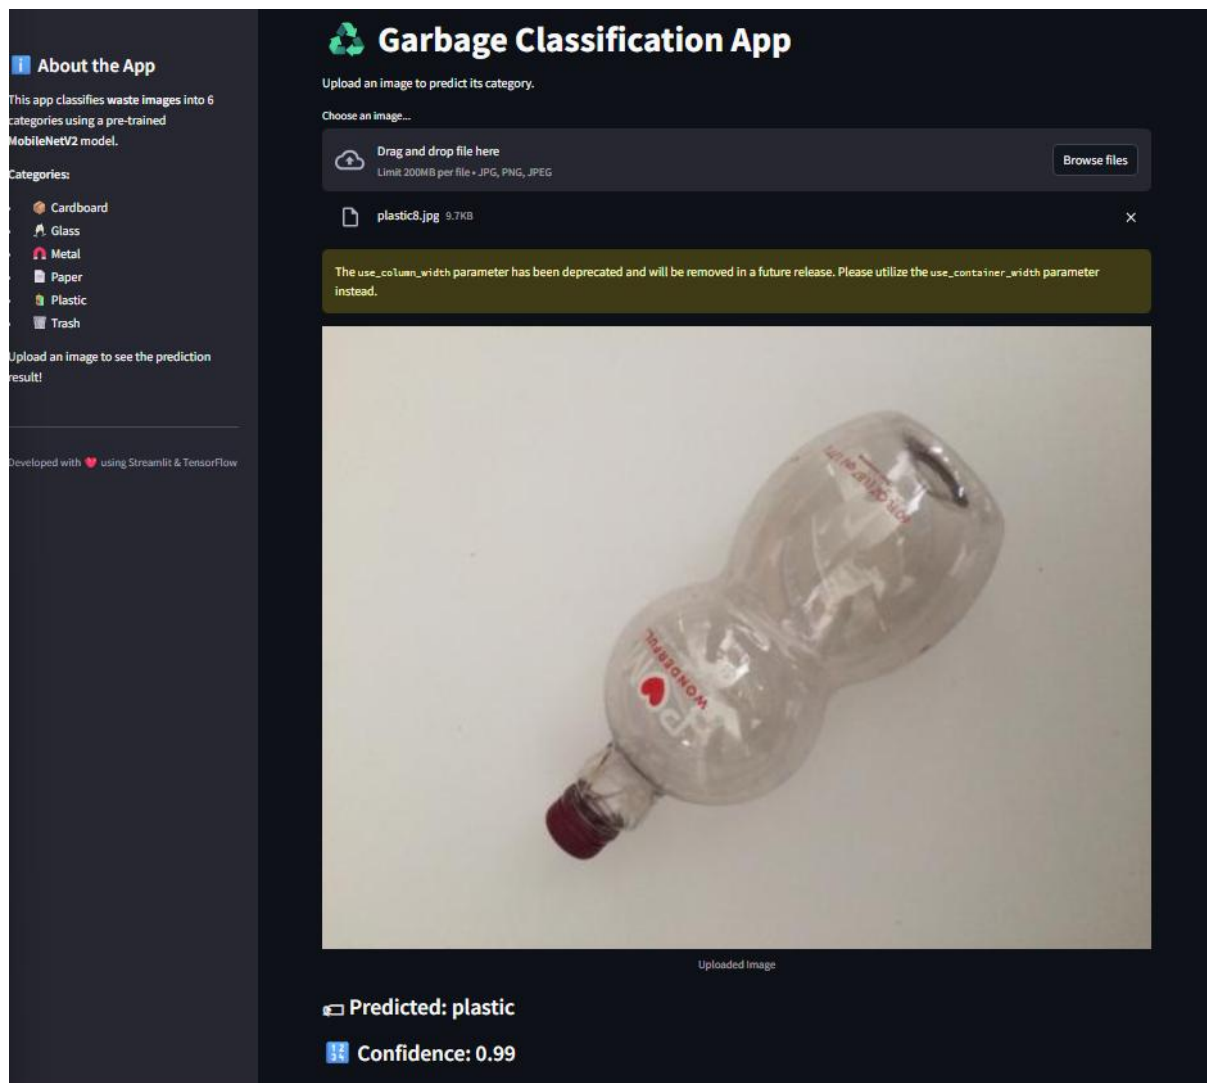 About the App
This app classifies waste images into 6
categories using a pre-trained
MobileNetV2 model.
Categories:
Cardboard
Glass
Metal
Paper
Plastic
Trash
Upload an image to see the prediction
result!
Developed with ❤️ using Streamlit & TensorFlow
Garbage Classification App
Upload an image to predict its category.
Choose an image...
Drag and drop file here
Limit 200MB per file • JPG, PNG, JPEG
Browse files
plastic8.jpg 9.7KB
The use_column_width parameter has been deprecated and will be removed in a future release. Please utilize the use_container_width parameter
instead.
WONDERFUL
Uploaded Image
Predicted: plastic
Confidence: 0.99